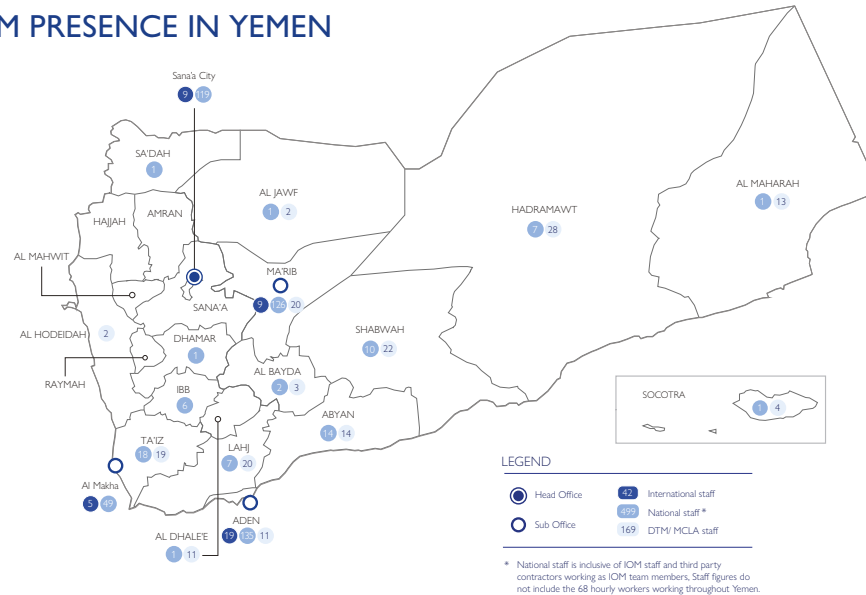 M PRESENCE IN YEMEN
Sana'a City
9 119
SA'DAH
1
AL JAWF
1 2
HAJJAH
AMRAN
AL MAHARAH
1 13
HADRAMAWT
7 28
AL MAHWIT
MA'RIB
9 126 20
SANA'A
AL HODEIDAH 2
DHAMAR
1
SHABWAH
10 22
RAYMAH
AL BAYDA
2 3
IBB
6
SOCOTRA
1 4
ABYAN
14 14
TA'IZ
18 19
LAHJ
7 20
Al Makha
5 49
ADEN
19 135 11
AL DHALE'E
1 11
LEGEND
Head Office
42 International staff
499 National staff *
Sub Office
169 DTM/ MCLA staff
* National staff is inclusive of IOM staff and third party
contractors working as IOM team members, Staff figures do
not include the 68 hourly workers working throughout Yemen.